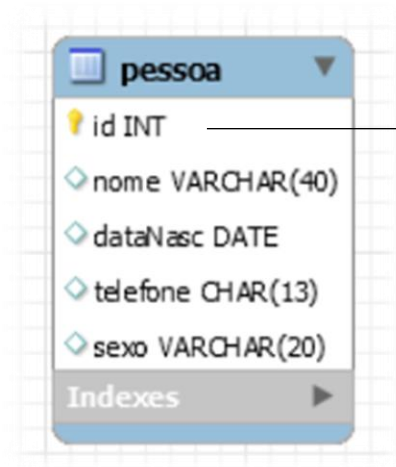 pessoa
id INT
nome VARCHAR(40)
dataNasc DATE
telefone CHAR(13)
sexo VARCHAR(20)
Indexes